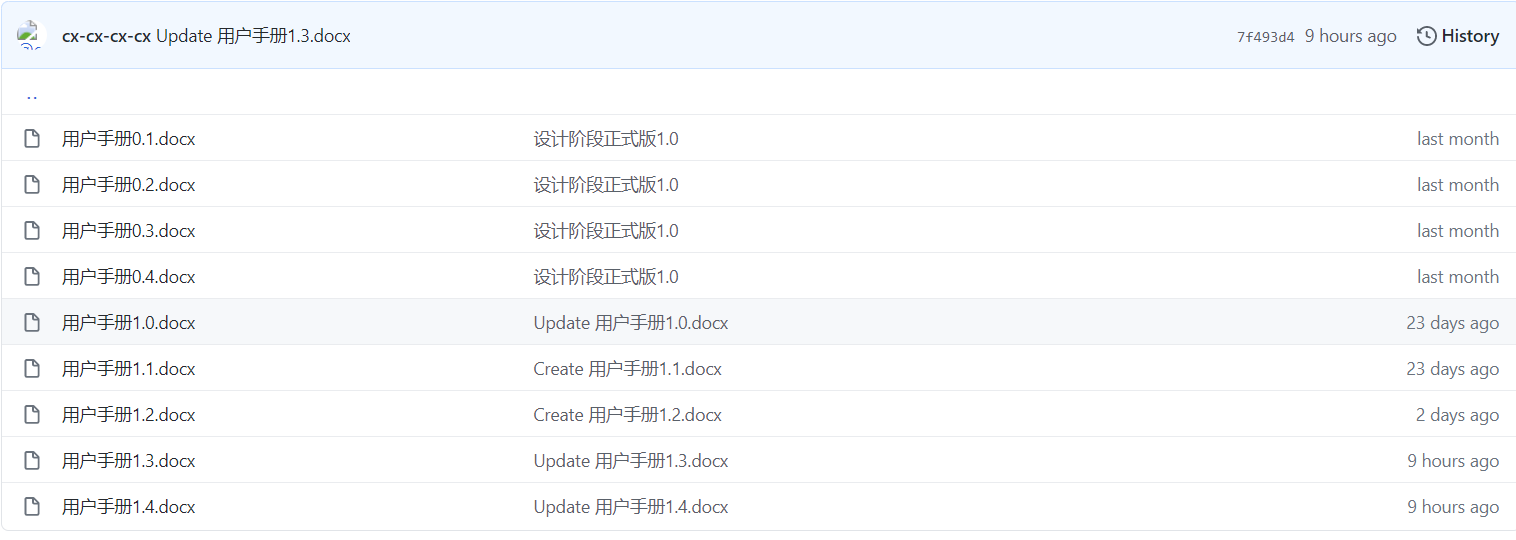 cx-cx-cx-cx Update 用户手册1.3.docx 7f493d4 9 hours ago History
..
用户手册0.1.docx 设计阶段正式版1.0 last month
用户手册0.2.docx 设计阶段正式版1.0 last month
用户手册0.3.docx 设计阶段正式版1.0 last month
用户手册0.4.docx 设计阶段正式版1.0 last month
用户手册1.0.docx Update 用户手册1.0.docx 23 days ago
用户手册1.1.docx Create 用户手册1.1.docx 23 days ago
用户手册1.2.docx Create 用户手册1.2.docx 2 days ago
用户手册1.3.docx Update 用户手册1.3.docx 9 hours ago
用户手册1.4.docx Update 用户手册1.4.docx 9 hours ago